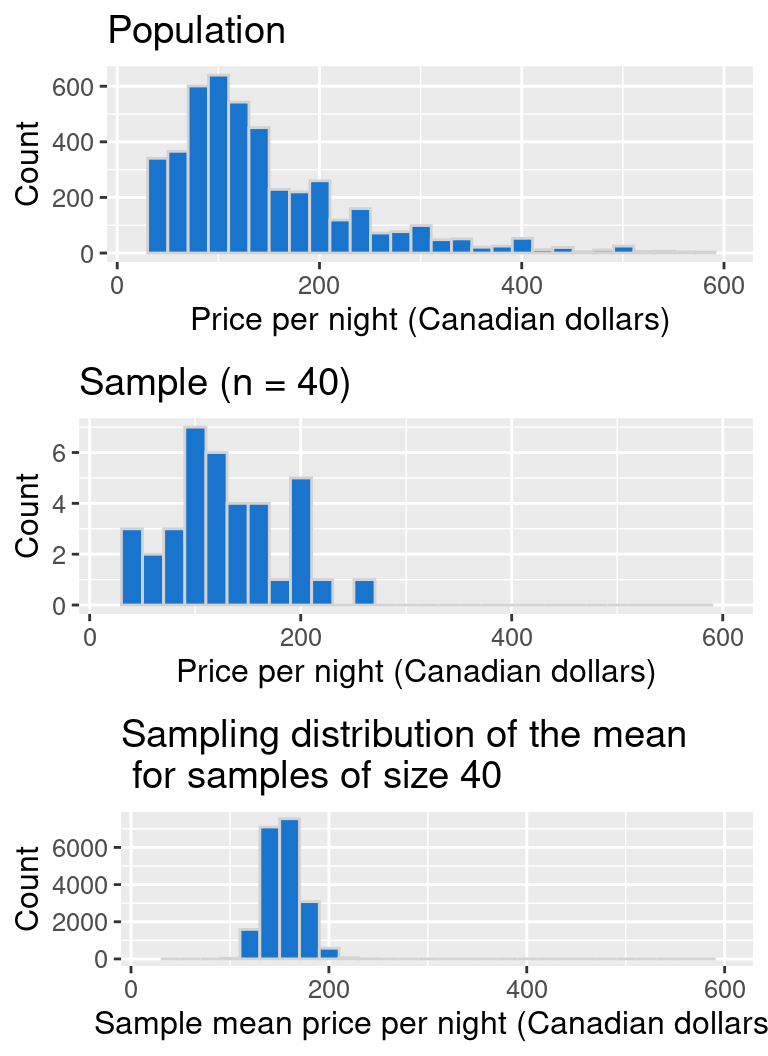 Population
600
400
200
0
Count
0 200 400 600
Price per night (Canadian dollars)
Sample (n = 40)
6
4
2
0
Count
0 200 400 600
Price per night (Canadian dollars)
Sampling distribution of the mean
for samples of size 40
6000
4000
2000
0
Count
0 200 400 600
Sample mean price per night (Canadian dollars